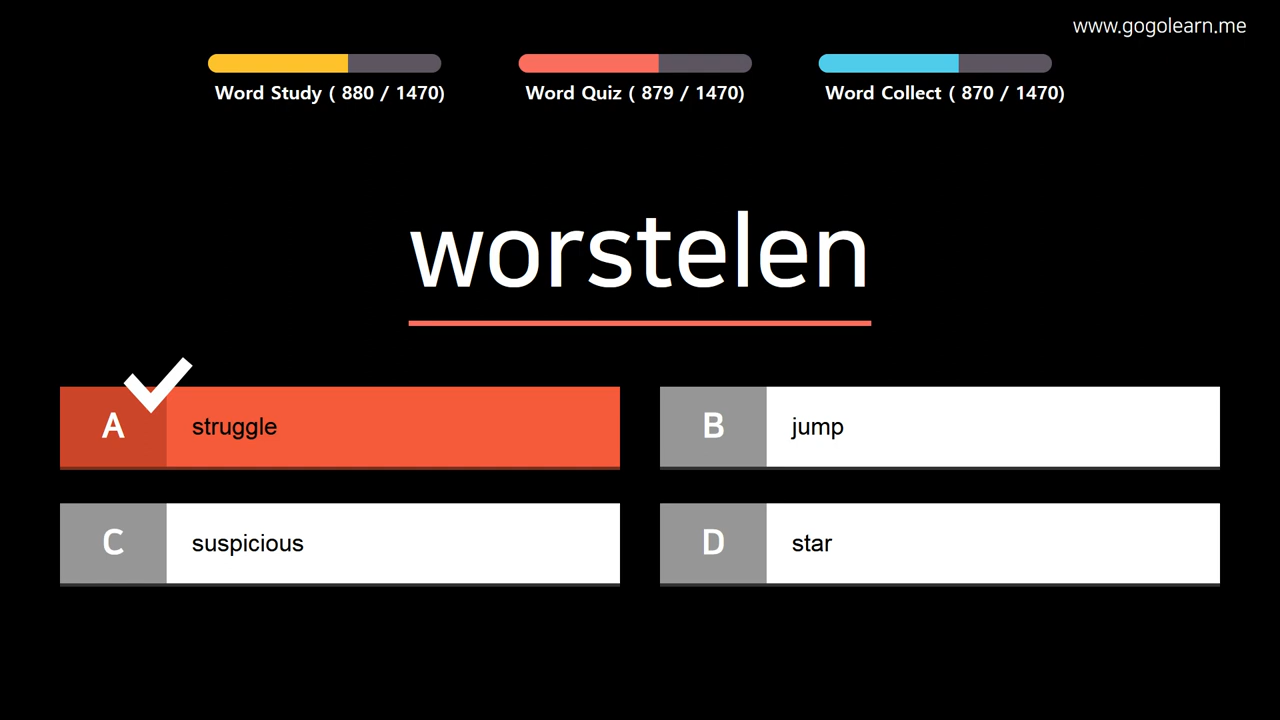 www.gogolearn.me
Word Study ( 880 / 1470)
Word Quiz ( 879 / 1470)
Word Collect ( 870 / 1470)
worstelen
A struggle
B jump
C suspicious
D star